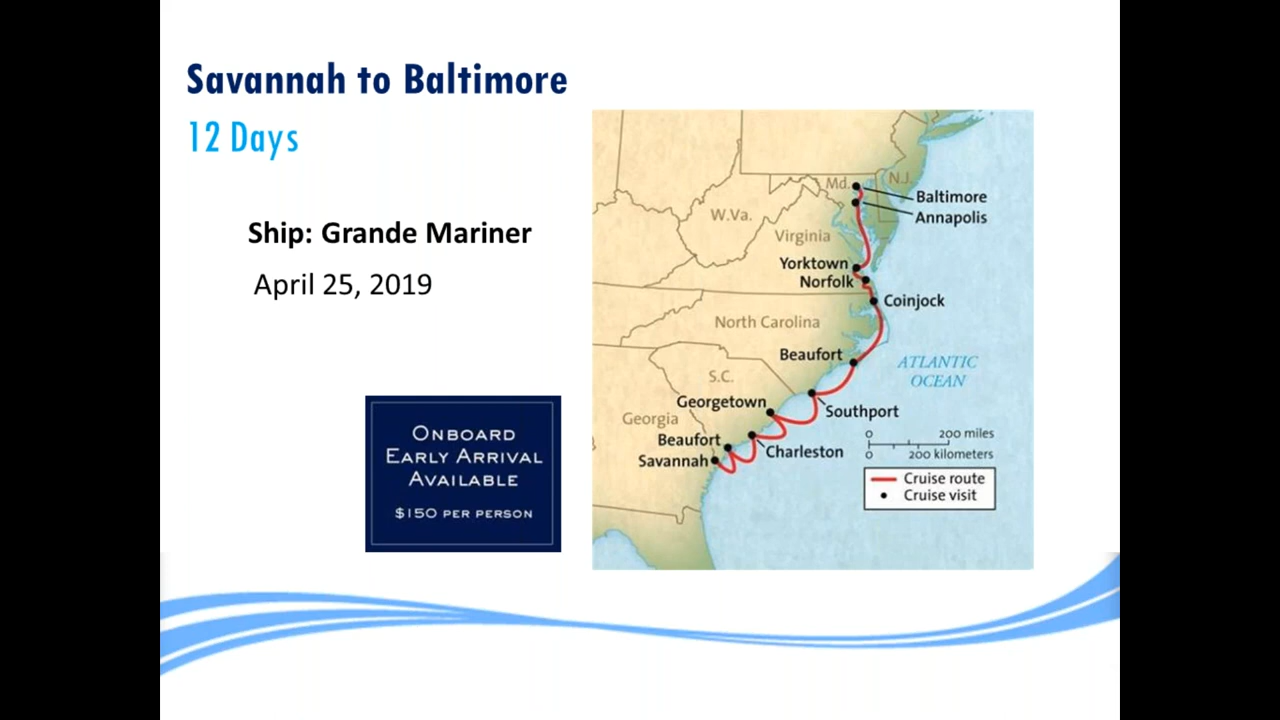 Savannah to Baltimore
12 Days
Ship: Grande Mariner
April 25, 2019
ONBOARD
EARLY ARRIVAL
AVAILABLE
$150 PER PERSON
Md.
N.J.
Baltimore
Annapolis
W.Va.
Virginia
Yorktown
Norfolk
Coinjock
North Carolina
Beaufort
ATLANTIC
OCEAN
S.C.
Georgetown
Southport
Georgia
Beaufort
Charleston
Savannah
0 200 miles
0 200 kilometers
Cruise route
Cruise visit